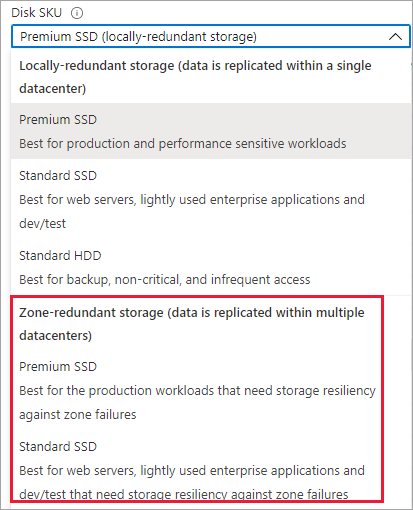 Disk SKU
Premium SSD (locally-redundant storage)
Locally-redundant storage (data is replicated within a single
datacenter)
Premium SSD
Best for production and performance sensitive workloads
Standard SSD
Best for web servers, lightly used enterprise applications and
dev/test
Standard HDD
Best for backup, non-critical, and infrequent access
Zone-redundant storage (data is replicated within multiple
datacenters)
Premium SSD
Best for the production workloads that need storage resiliency
against zone failures
Standard SSD
Best for web servers, lightly used enterprise applications and
dev/test that need storage resiliency against zone failures